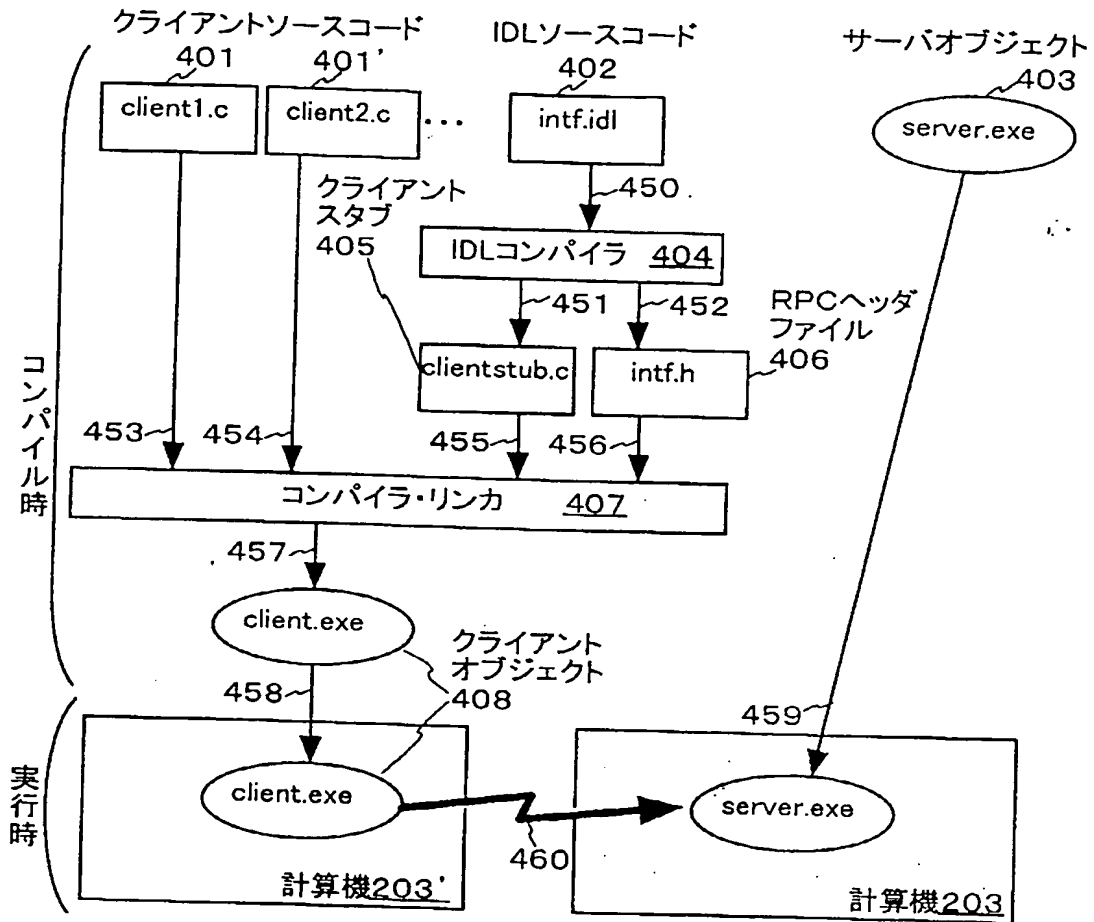 クライアントソースコード
401
401'
IDLソースコード
402
サーバオブジェクト
403
client1.c
client2.c
...
intf.idl
server.exe
450
クライアント
スタブ
405
IDLコンパイラ 404
451
452
RPCヘッダ
ファイル
406
clientstub.c
intf.h
コンパイル時
453
454
455
456
コンパイラ・リンカ 407
457
client.exe
クライアント
オブジェクト
408
458
459
実行時
client.exe
server.exe
460
計算機203'
計算機203